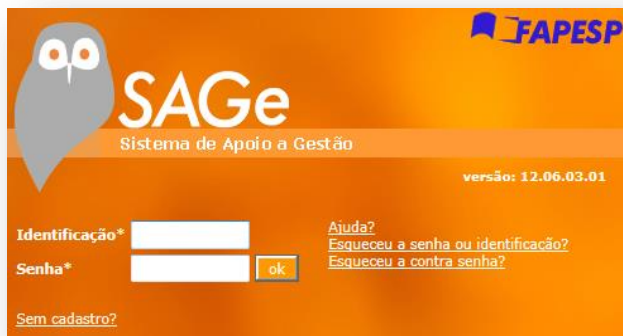 FAPESP
SAGe
Sistema de Apoio a Gestão
versão: 12.06.03.01
Identificação*
Ajuda?
Esqueceu a senha ou identificação?
Senha*
ok
Esqueceu a contra senha?
Sem cadastro?